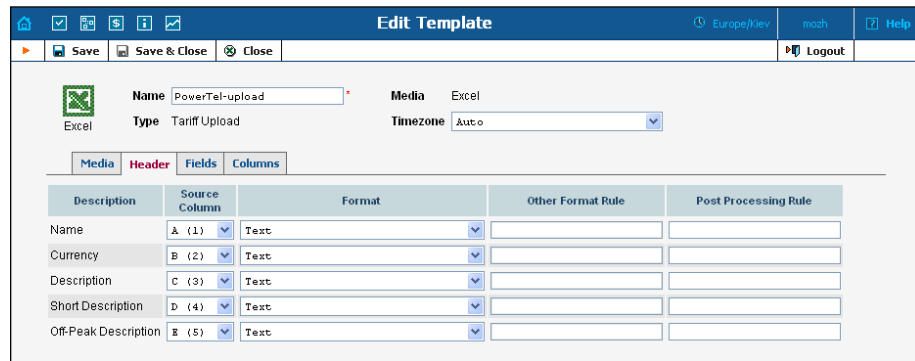 Edit Template
Europe/Kiev
mozh
? Help
Save
Save & Close
Close
Logout
Name PowerTel-upload *
Media Excel
Excel
Type Tariff Upload
Timezone Auto
Media Header Fields Columns
Description Source Column Format Other Format Rule Post Processing Rule
Name A (1) Text
Currency B (2) Text
Description C (3) Text
Short Description D (4) Text
Off-Peak Description E (5) Text